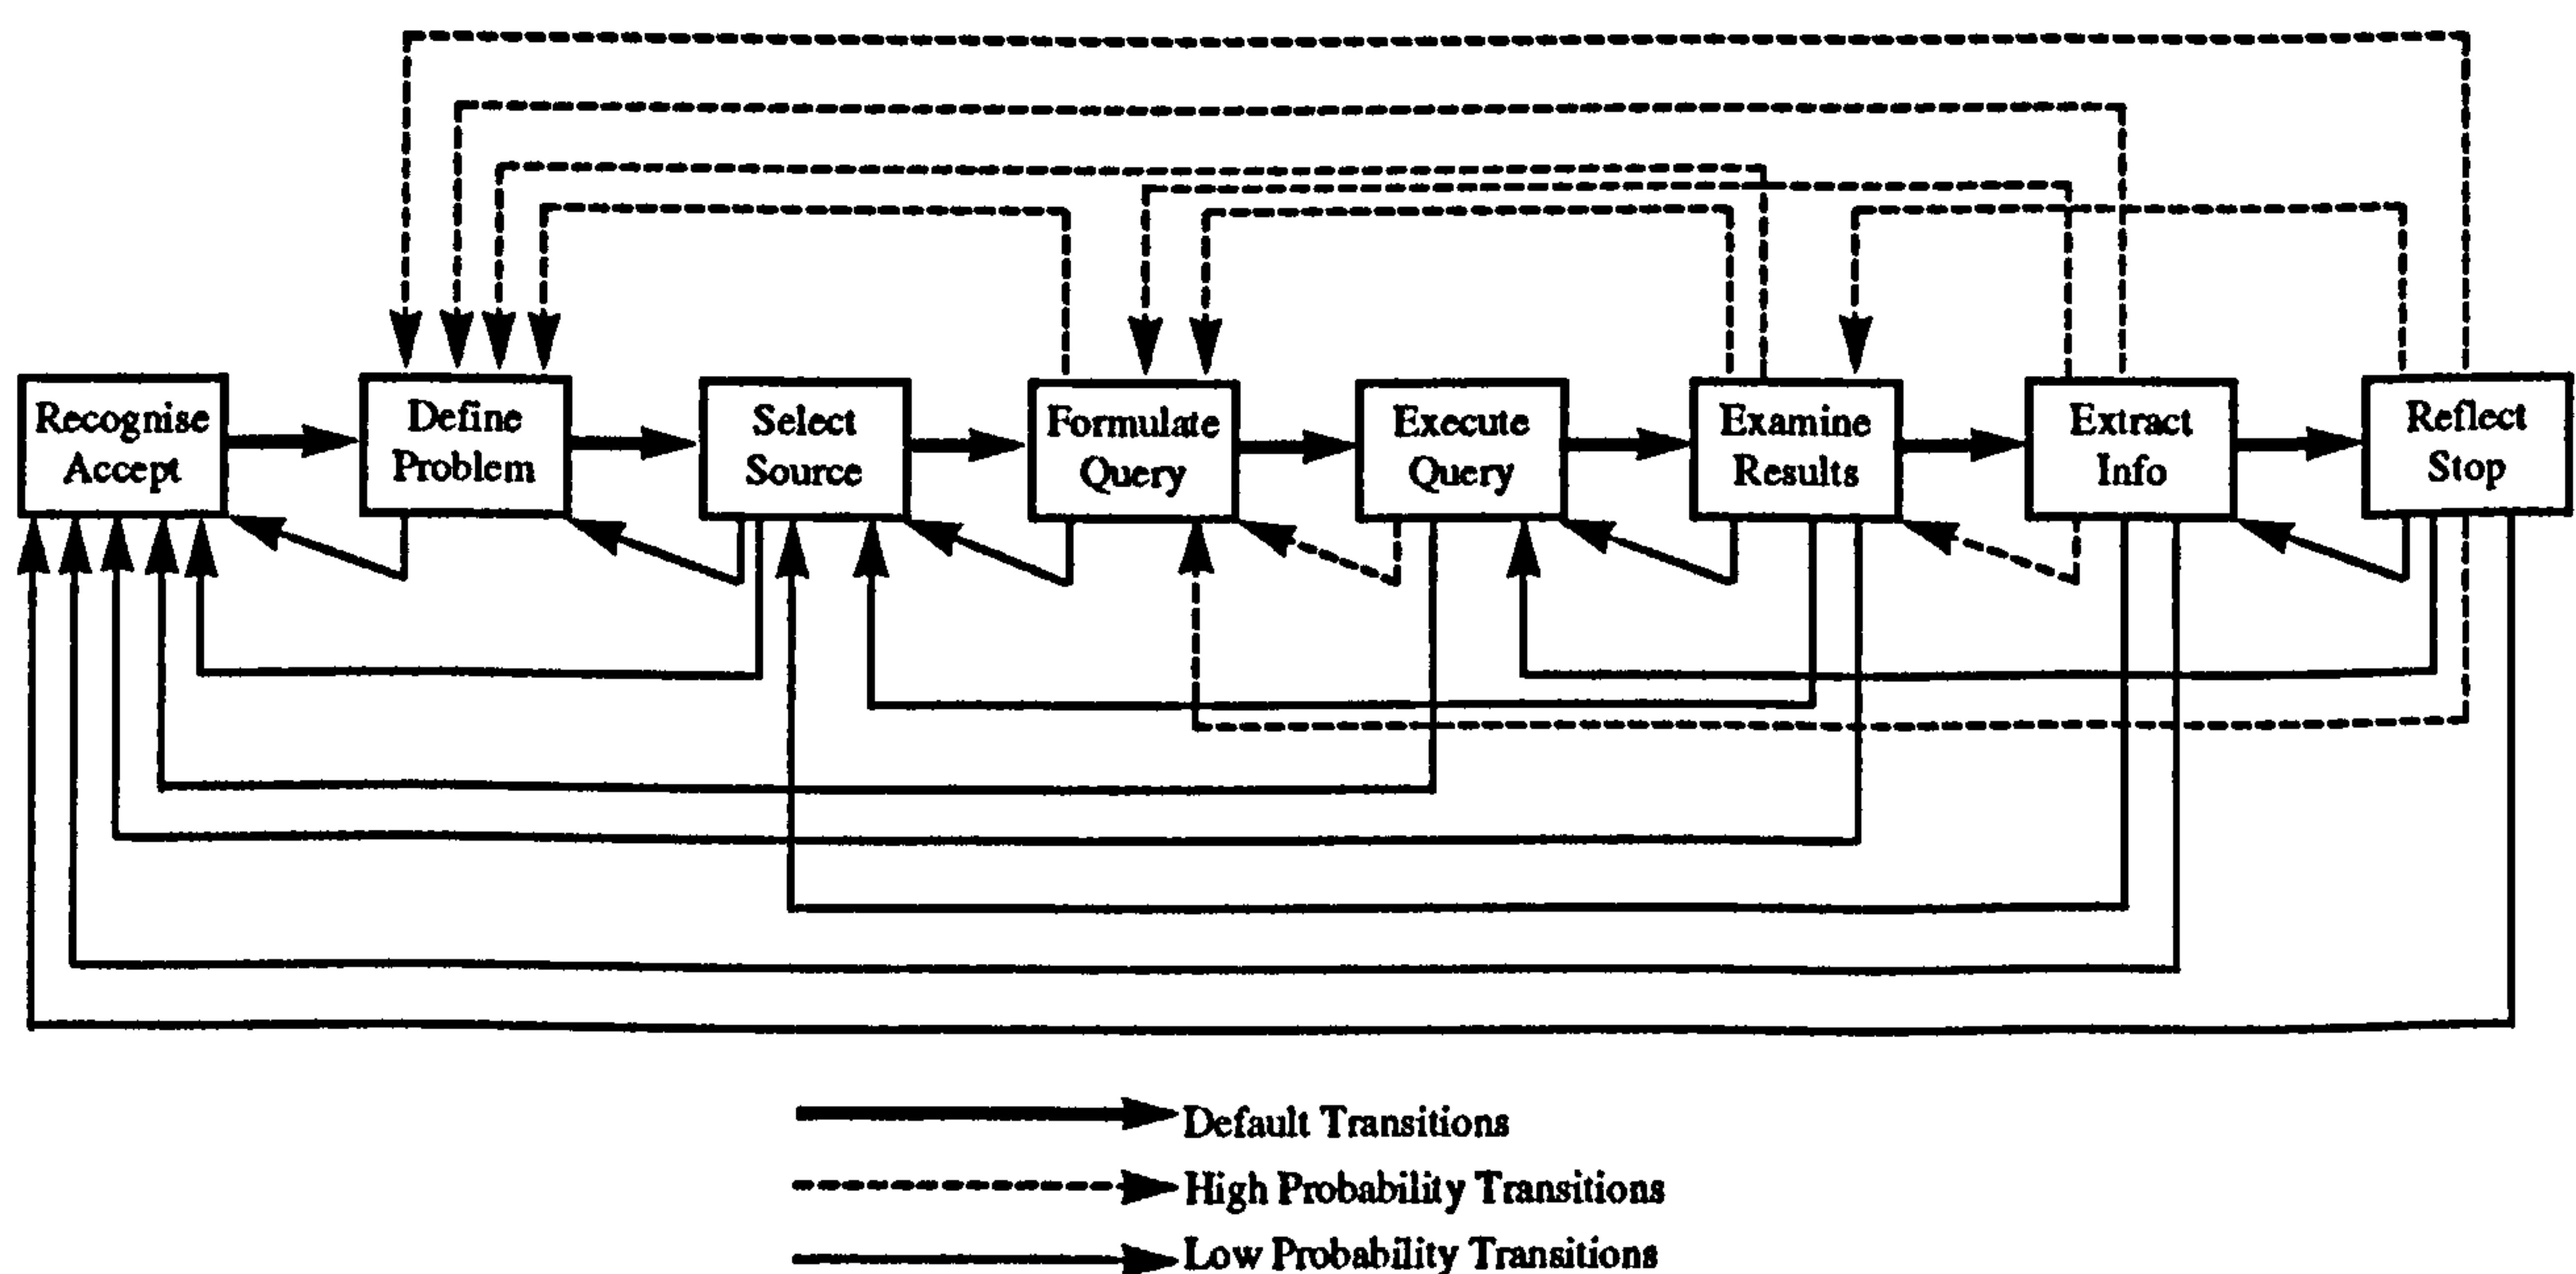 Recognise
Accept
Define
Problem
Select
Source
Formulate
Query
Execute
Query
Examine
Results
Extract
Info
Reflect
Stop
Default Transitions
High Probability Transitions
Low Probability Transitions